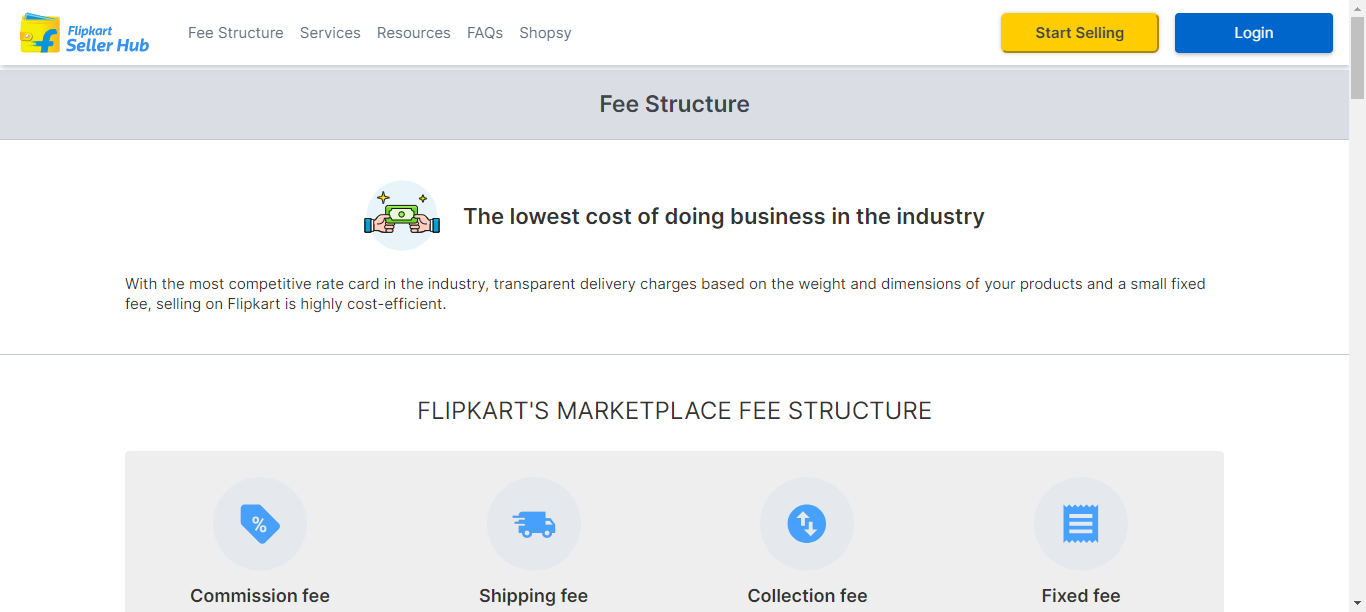 Flipkart
Seller Hub
Fee Structure Services Resources FAQs Shopsy
Start Selling
Login
Fee Structure
The lowest cost of doing business in the industry
With the most competitive rate card in the industry, transparent delivery charges based on the weight and dimensions of your products and a small fixed
fee, selling on Flipkart is highly cost-efficient.
FLIPKART'S MARKETPLACE FEE STRUCTURE
%
Commission fee
Shipping fee
Collection fee
Fixed fee